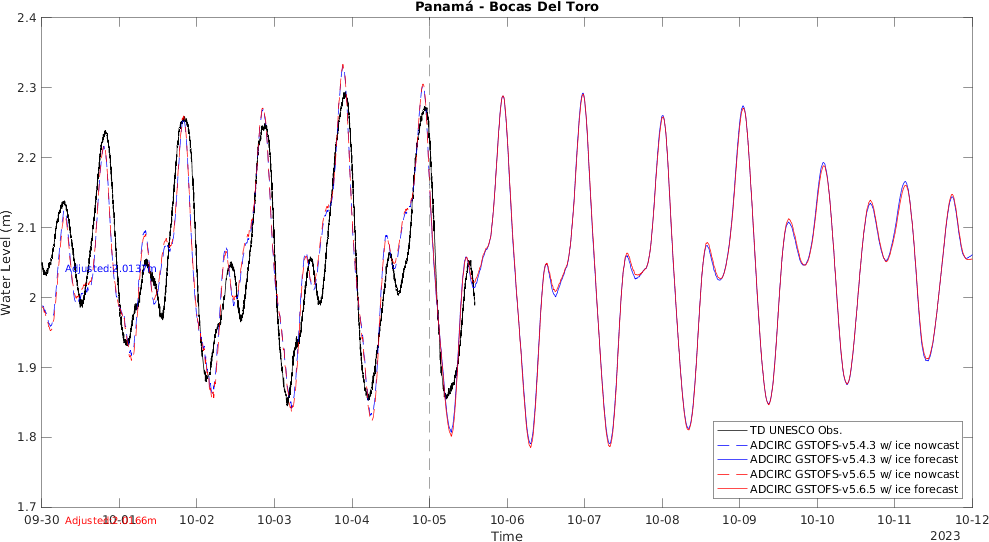 Panamá - Bocas Del Toro
2.4
2.3
2.2
2.1
2
1.9
1.8
1.7
Water Level (m)
TD UNESCO Obs.
ADCIRC GSTOFS-v5.4.3 w/ ice nowcast
ADCIRC GSTOFS-v5.4.3 w/ ice forecast
ADCIRC GSTOFS-v5.6.5 w/ ice nowcast
ADCIRC GSTOFS-v5.6.5 w/ ice forecast
09-30 10-01 10-02 10-03 10-04 10-05 10-06 10-07 10-08 10-09 10-10 10-11 10-12
Time
2023